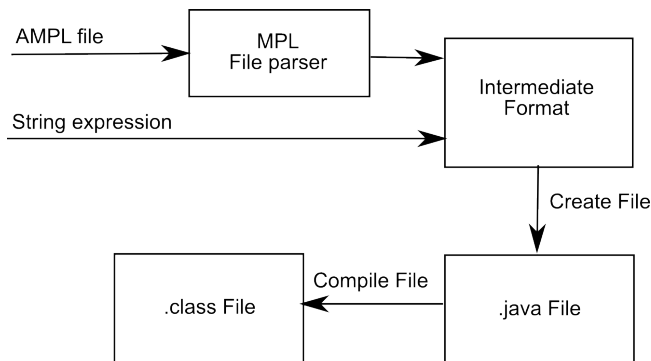 AMPL file
MPL
File parser
Intermediate
Format
String expression
Create File
Compile File
.class File
.java File